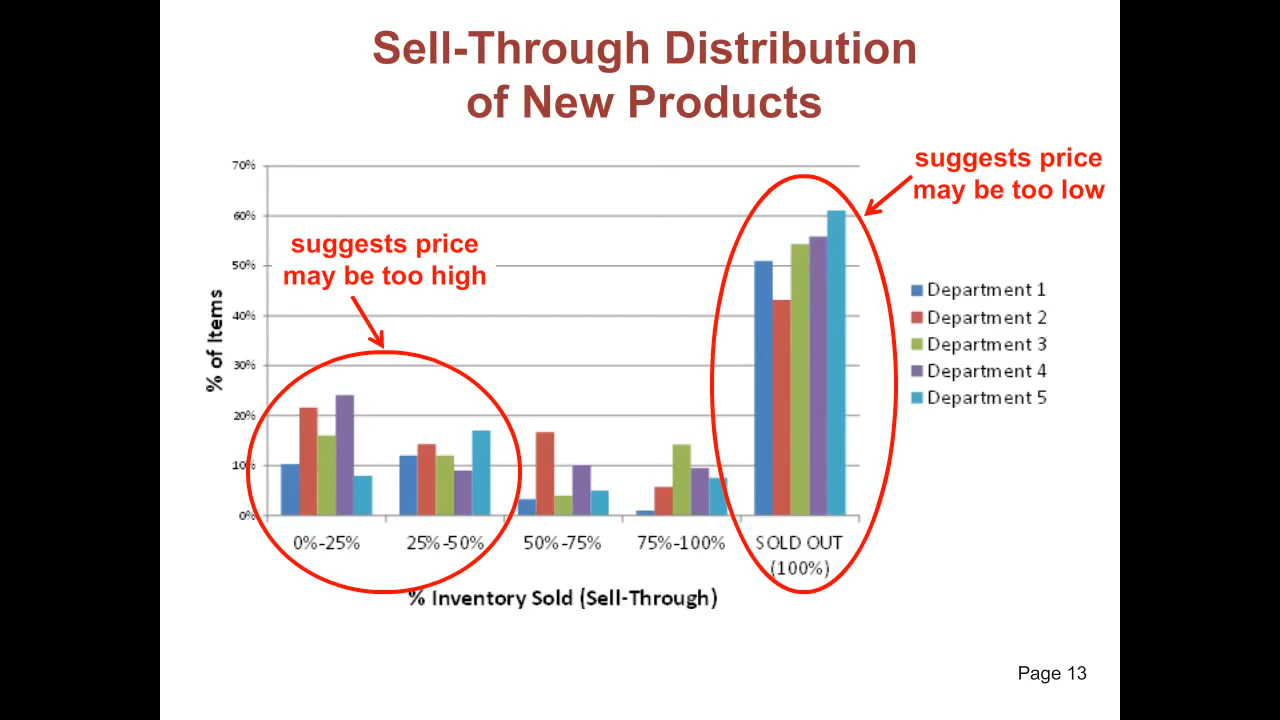 Sell-Through Distribution
of New Products
suggests price
may be too low
suggests price
may be too high
% of Items
70%
60%
50%
40%
30%
20%
10%
0%
0%-25%
25%-50%
50%-75%
75%-100%
SOLD OUT
(100%)
% Inventory Sold (Sell-Through)
Department 1
Department 2
Department 3
Department 4
Department 5
Page 13